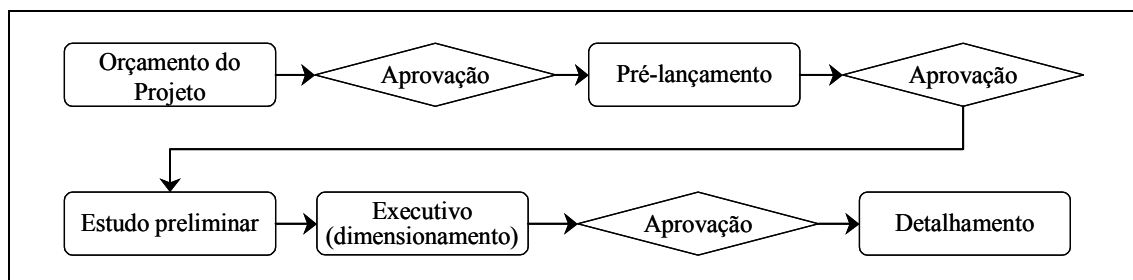 Orçamento do
Projeto
Aprovação
Pré-lançamento
Aprovação
Estudo preliminar
Executivo
(dimensionamento)
Aprovação
Detalhamento